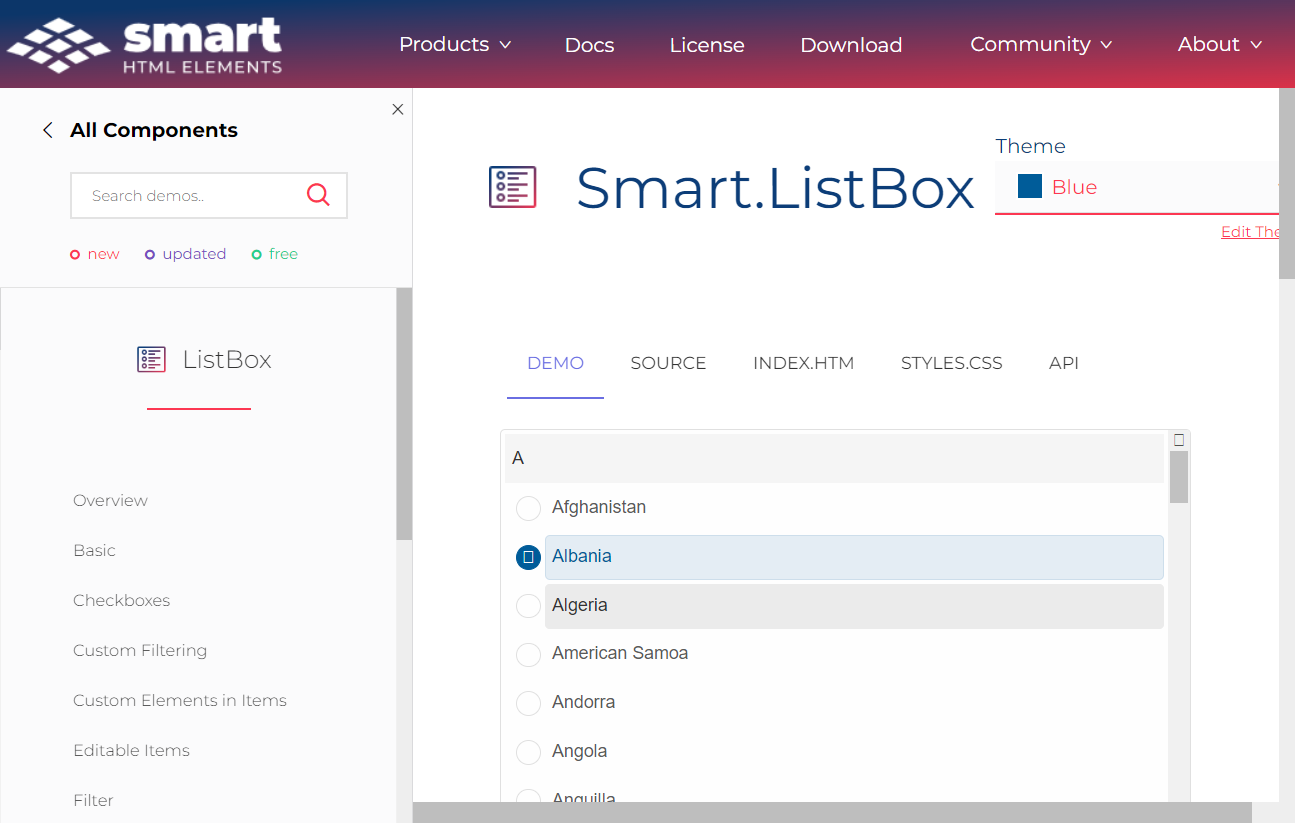 smart
HTML ELEMENTS
Products
Docs
License
Download
Community
About
All Components
Search demos..
new
updated
free
ListBox
Overview
Basic
Checkboxes
Custom Filtering
Custom Elements in Items
Editable Items
Filter
Smart.ListBox
Theme
Blue
Edit The
DEMO
SOURCE
INDEX.HTM
STYLES.CSS
API
A
Afghanistan
Albania
Algeria
American Samoa
Andorra
Angola
Anguilla